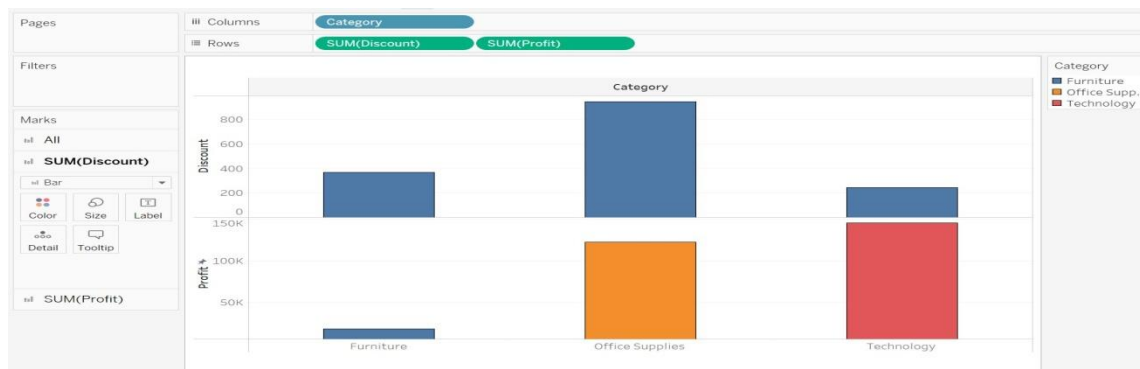 Pages
Columns
Category
Rows
SUM(Discount)
SUM(Profit)
Filters
Marks
All
SUM(Discount)
Bar
Color
Size
Label
Detail
Tooltip
SUM(Profit)
Category
Discount
800
600
400
200
0
Profit
150K
100K
50K
Furniture
Office Supplies
Technology
Category
Furniture
Office Supp..
Technology